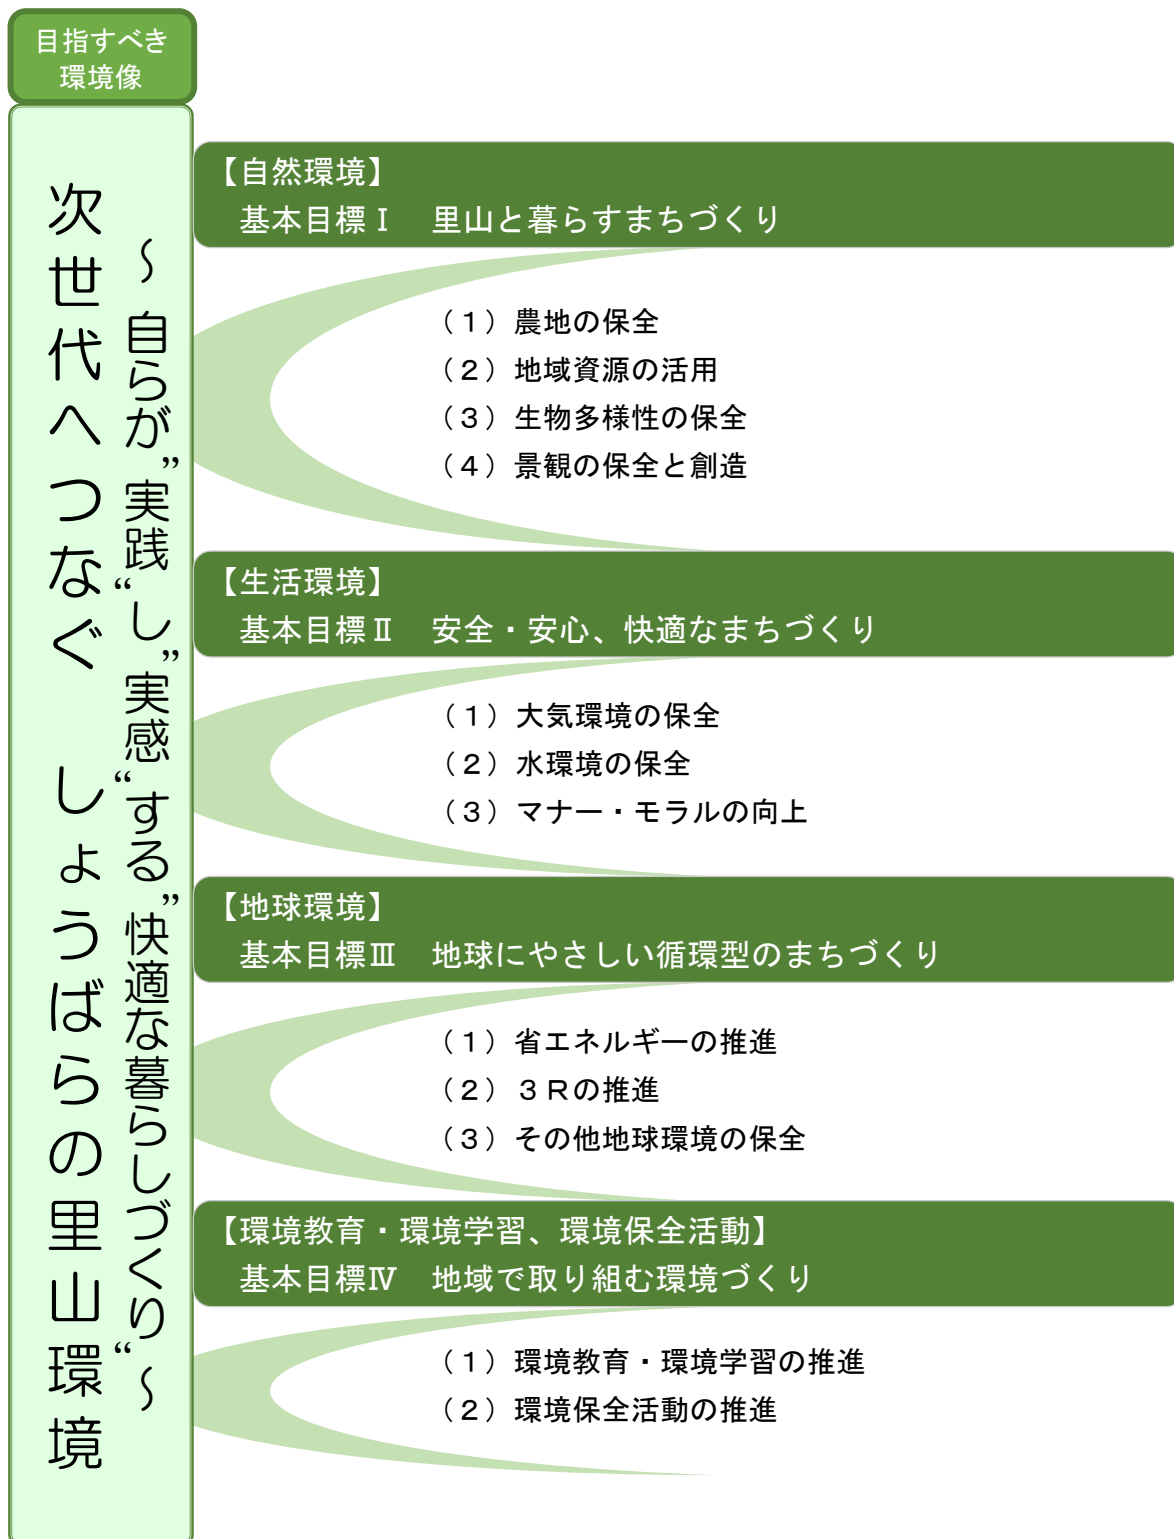 目指すべき
環境像
次世代へつなぐ　しょうばらの里山環境
～自らが”実践“し”実感“する”快適な暮らしづくり“～
【自然環境】
基本目標Ⅰ　里山と暮らすまちづくり
（１）農地の保全
（２）地域資源の活用
（３）生物多様性の保全
（４）景観の保全と創造
【生活環境】
基本目標Ⅱ　安全・安心、快適なまちづくり
（１）大気環境の保全
（２）水環境の保全
（３）マナー・モラルの向上
【地球環境】
基本目標Ⅲ　地球にやさしい循環型のまちづくり
（１）省エネルギーの推進
（２）３Ｒの推進
（３）その他地球環境の保全
【環境教育・環境学習、環境保全活動】
基本目標Ⅳ　地域で取り組む環境づくり
（１）環境教育・環境学習の推進
（２）環境保全活動の推進